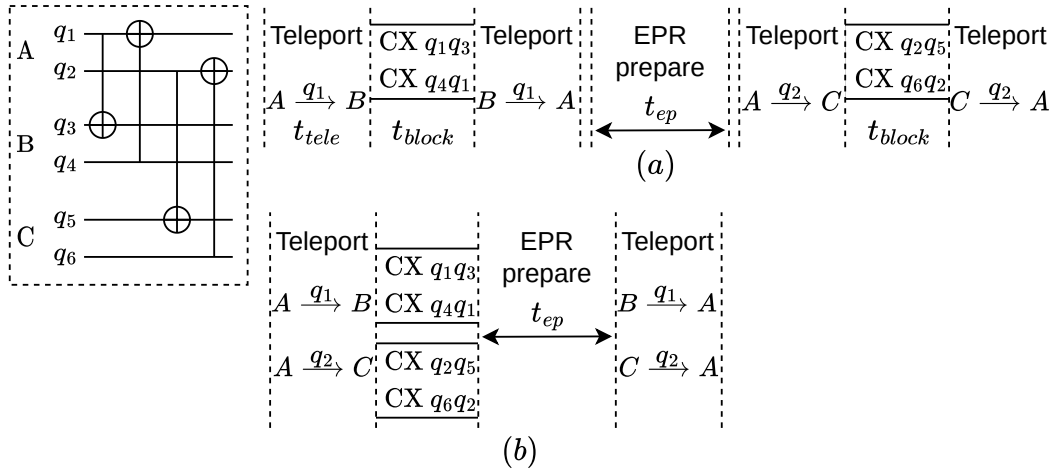 A
q₁
q₂
B
q₃
q₄
C
q₅
q₆
Teleport
A →(q₁) B
t_tele
CX q₁q₃
CX q₄q₁
t_block
Teleport
B →(q₁) A
EPR
prepare
t_ep
Teleport
A →(q₂) C
CX q₂q₅
CX q₆q₂
t_block
Teleport
C →(q₂) A
(a)
Teleport
A →(q₁) B
A →(q₂) C
CX q₁q₃
CX q₄q₁
CX q₂q₅
CX q₆q₂
EPR
prepare
t_ep
Teleport
B →(q₁) A
C →(q₂) A
(b)